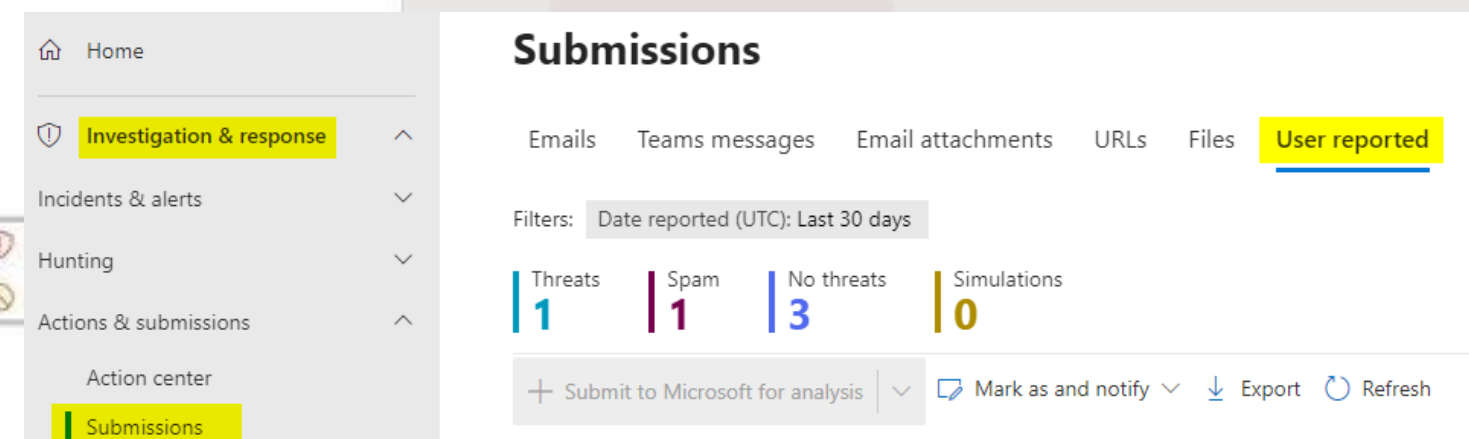 Home
Investigation & response
Incidents & alerts
Hunting
Actions & submissions
Action center
Submissions
Submissions
Emails Teams messages Email attachments URLs Files User reported
Filters: Date reported (UTC): Last 30 days
Threats Spam No threats Simulations
1 1 3 0
Submit to Microsoft for analysis Mark as and notify Export Refresh